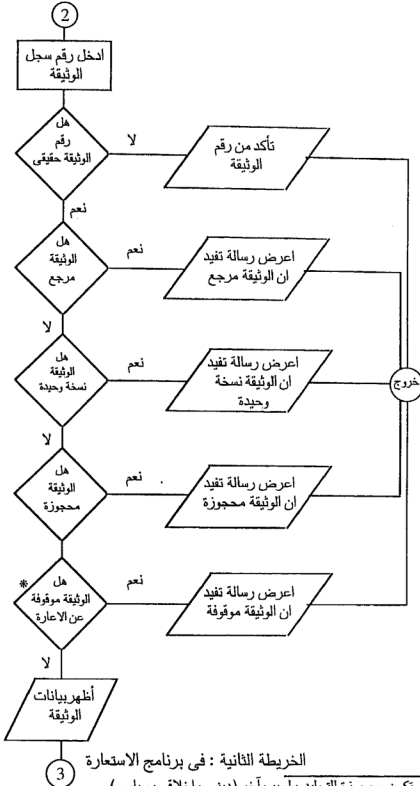 2
ادخل رقم سجل
الوثيقة
هل
رقم
الوثيقة حقيقى
لا
تأكد من رقم
الوثيقة
نعم
هل
الوثيقة
مرجع
نعم
اعرض رسالة تفيد
ان الوثيقة مرجع
لا
هل
الوثيقة
نسخة وحيدة
نعم
اعرض رسالة تفيد
ان الوثيقة نسخة
وحيدة
خروج
لا
هل
الوثيقة
محجوزة
نعم
اعرض رسالة تفيد
ان الوثيقة محجوزة
*
هل
الوثيقة موقوفة
عن الاعارة
نعم
اعرض رسالة تفيد
ان الوثيقة موقوفة
لا
أظهر بيانات
الوثيقة
3
الخريطة الثانية : فى برنامج الاستعارة